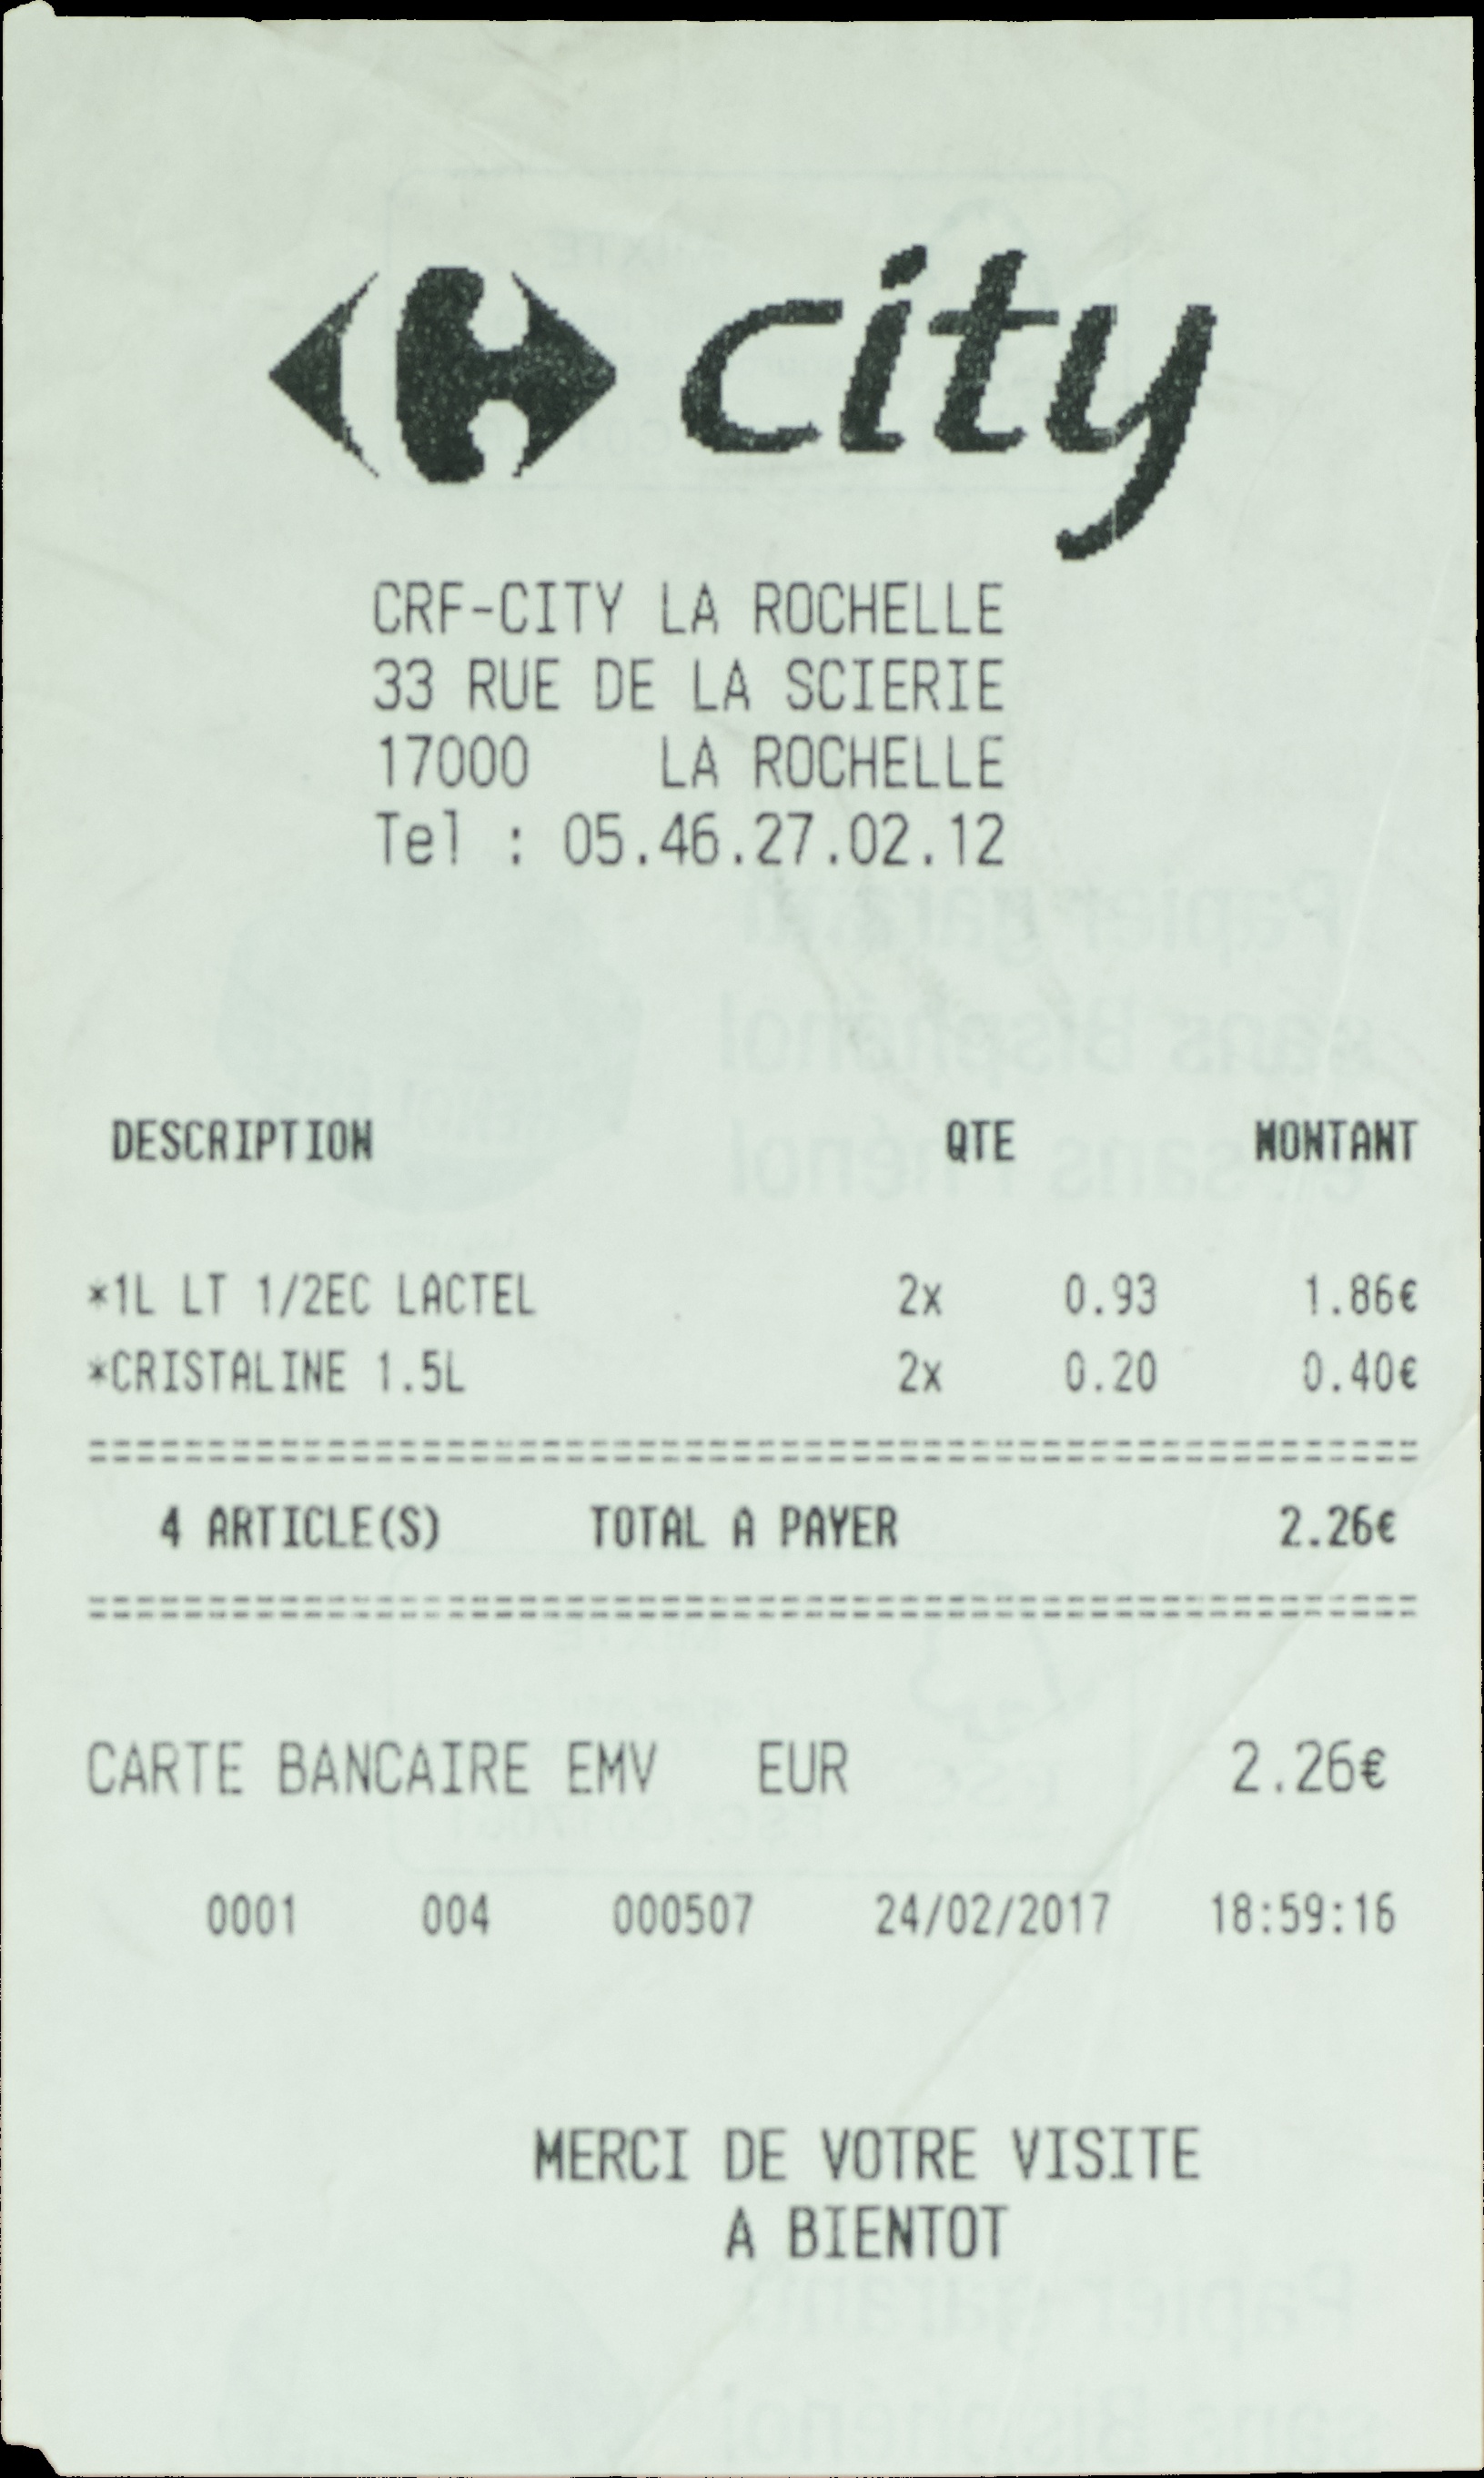 city
CRF-CITY LA ROCHELLE
33 RUE DE LA SCIERIE
17000 LA ROCHELLE
Tel : 05.46.27.02.12
DESCRIPTION QTE MONTANT
*1L LT 1/2EC LACTEL 2x 0.93 1.86€
*CRISTALINE 1.5L 2x 0.20 0.40€
=========================================================
4 ARTICLE(S) TOTAL A PAYER 2.26€
=========================================================
CARTE BANCAIRE EMV EUR 2.26€
0001 004 000507 24/02/2017 18:59:16
MERCI DE VOTRE VISITE
A BIENTOT